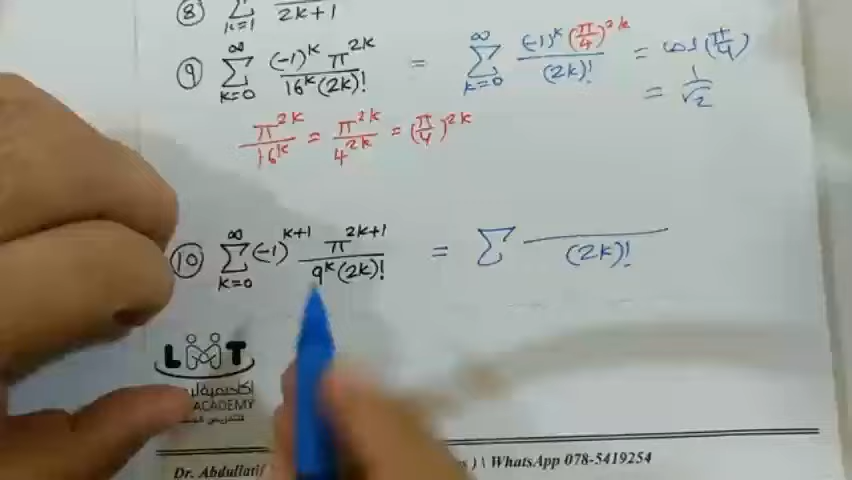 ⑧ ∑ k=1 / 2k+1
⑨ ∞ ∑ k=0 (-1)^k π^2k / 16^k (2k)! = ∞ ∑ k=0 (-1)^k (π/4)^2k / (2k)! = cos(π/4)
= 1/√2
π^2k / 16^k = π^2k / 4^2k = (π/4)^2k
⑩ ∞ ∑ k=0 (-1)^k+1 π^2k+1 / 9^k (2k)! = ∑ / (2k)!
LMT
ACADEMY
Dr. Abdullatif ) \ WhatsApp 078-5419254